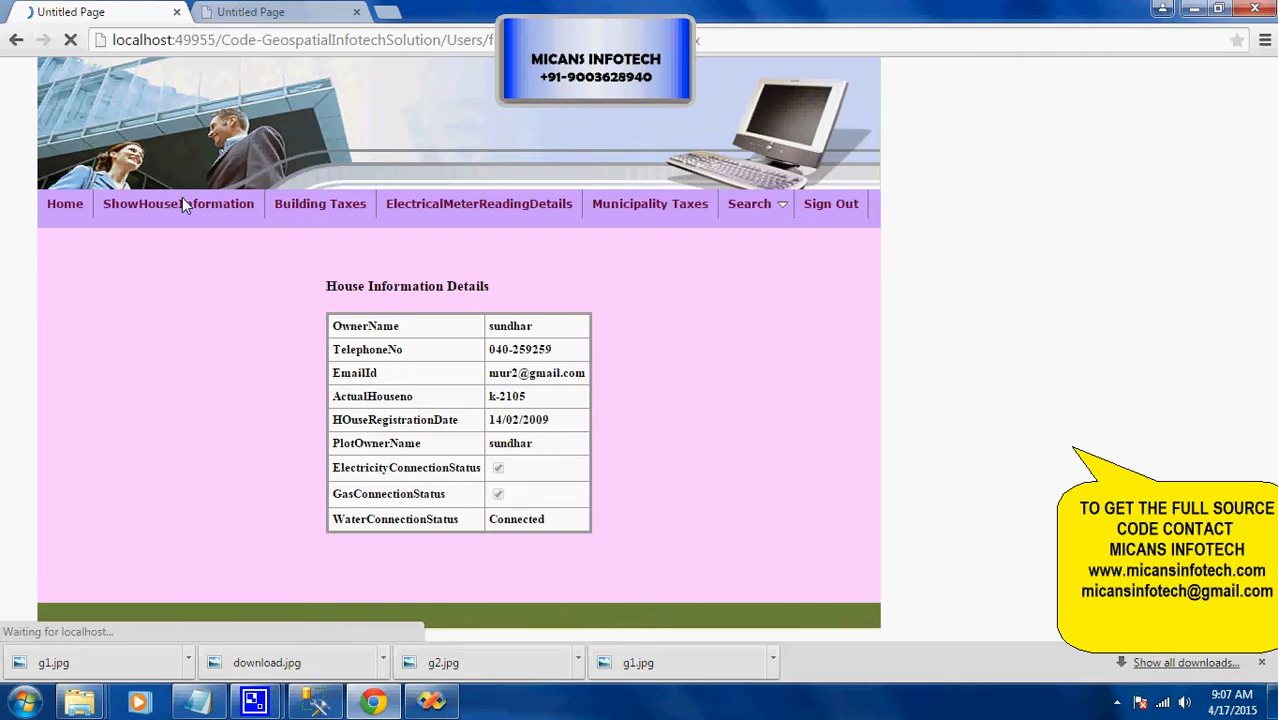 Untitled Page
Untitled Page
localhost:49955/Code-GeospatialInfotechSolution/Users/f
x
MICANS INFOTECH
+91-9003628940
Home
ShowHouseInformation
Building Taxes
ElectricalMeterReadingDetails
Municipality Taxes
Search
Sign Out
House Information Details
OwnerName sundhar
TelephoneNo 040-259259
EmailId mur2@gmail.com
ActualHouseno k-2105
HOuseRegistrationDate 14/02/2009
PlotOwnerName sundhar
ElectricityConnectionStatus
GasConnectionStatus
WaterConnectionStatus Connected
TO GET THE FULL SOURCE
CODE CONTACT
MICANS INFOTECH
www.micansinfotech.com
micansinfotech@gmail.com
Waiting for localhost...
g1.jpg
download.jpg
g2.jpg
g1.jpg
Show all downloads...
9:07 AM
4/17/2015